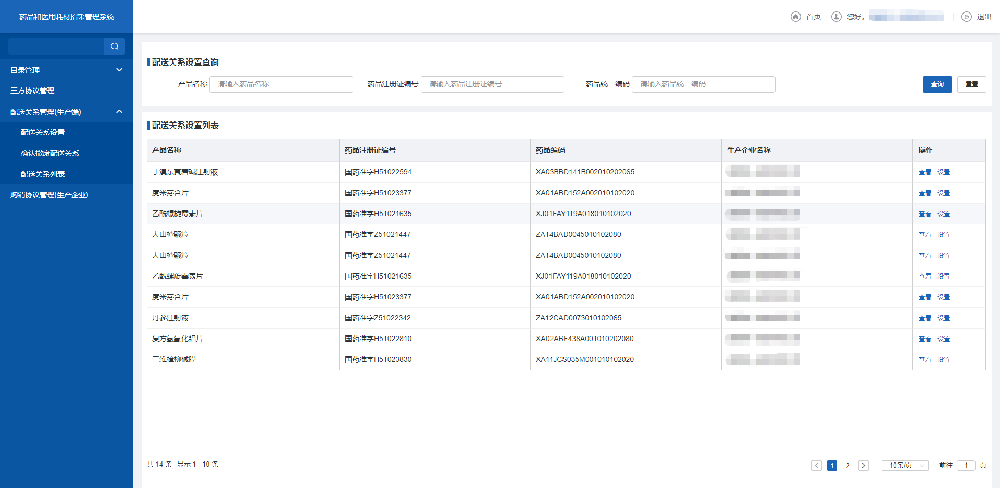 药品和医用耗材招采管理系统
首页 您好, 退出
目录管理
三方协议管理
配送关系管理(生产端)
配送关系设置
确认撤废配送关系
配送关系列表
购销协议管理(生产企业)
配送关系设置查询
产品名称 请输入药品名称 药品注册证编号 请输入药品注册证编号 药品统一编码 请输入药品统一编码 查询 重置
配送关系设置列表
产品名称 药品注册证编号 药品编码 生产企业名称 操作
丁溴东莨菪碱注射液 国药准字H51022594 XA03BBD141B002010202065 查看 设置
度米芬含片 国药准字H51023377 XA01ABD152A002010102020 查看 设置
乙酰螺旋霉素片 国药准字H51021635 XJ01FAY119A018010102020 查看 设置
大山楂颗粒 国药准字Z51021447 ZA14BAD0045010102080 查看 设置
大山楂颗粒 国药准字Z51021447 ZA14BAD0045010102080 查看 设置
乙酰螺旋霉素片 国药准字H51021635 XJ01FAY119A018010102020 查看 设置
度米芬含片 国药准字H51023377 XA01ABD152A002010102020 查看 设置
丹参注射液 国药准字Z51022342 ZA12CAD0073010102065 查看 设置
复方氢氧化铝片 国药准字H51022810 XA02ABF438A001010202080 查看 设置
三维樟柳碱膜 国药准字H51023830 XA11JCS035M001010102020 查看 设置
共 14 条 显示 1 - 10 条 1 2 10条/页 前往 1 页